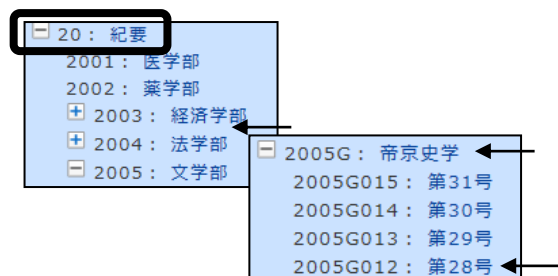 20： 紀要
2001： 医学部
2002： 薬学部
2003： 経済学部
2004： 法学部
2005： 文学部
2005G： 帝京史学
2005G015： 第31号
2005G014： 第30号
2005G013： 第29号
2005G012： 第28号